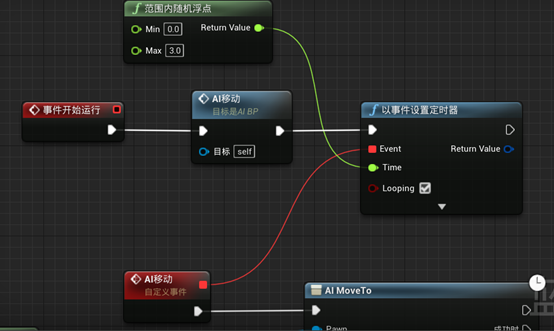 范围内随机浮点
Min 0.0
Return Value
Max 3.0
事件开始运行
AI移动
目标是AI BP
目标 self
以事件设置定时器
Event
Return Value
Time
Looping
AI移动
自定义事件
AI MoveTo
Pawn
成功时